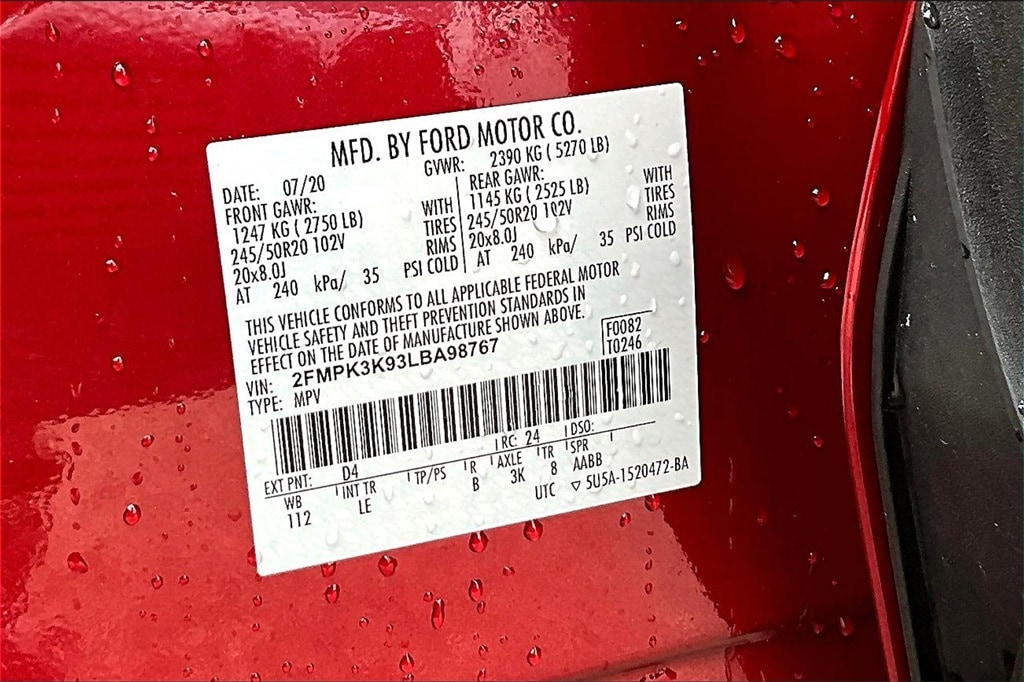 MFD. BY FORD MOTOR CO.
DATE: 07/20 GVWR: 2390 KG ( 5270 LB)
FRONT GAWR: REAR GAWR:
1247 KG ( 2750 LB) WITH 1145 KG ( 2525 LB) WITH
245/50R20 102V TIRES 245/50R20 102V TIRES
20x8.0J RIMS 20x8.0J RIMS
AT 240 kPa/ 35 PSI COLD AT 240 kPa/ 35 PSI COLD
THIS VEHICLE CONFORMS TO ALL APPLICABLE FEDERAL MOTOR
VEHICLE SAFETY AND THEFT PREVENTION STANDARDS IN
EFFECT ON THE DATE OF MANUFACTURE SHOWN ABOVE.
VIN: 2FMPK3K93LBA98767 F0082
TYPE: MPV T0246
EXT PNT: D4 RC: 24 DSO:
WB INT TR TP/PS R AXLE TR SPR
112 LE B 3K 8 AABB
UTC ▽ 5U5A-1520472-BA